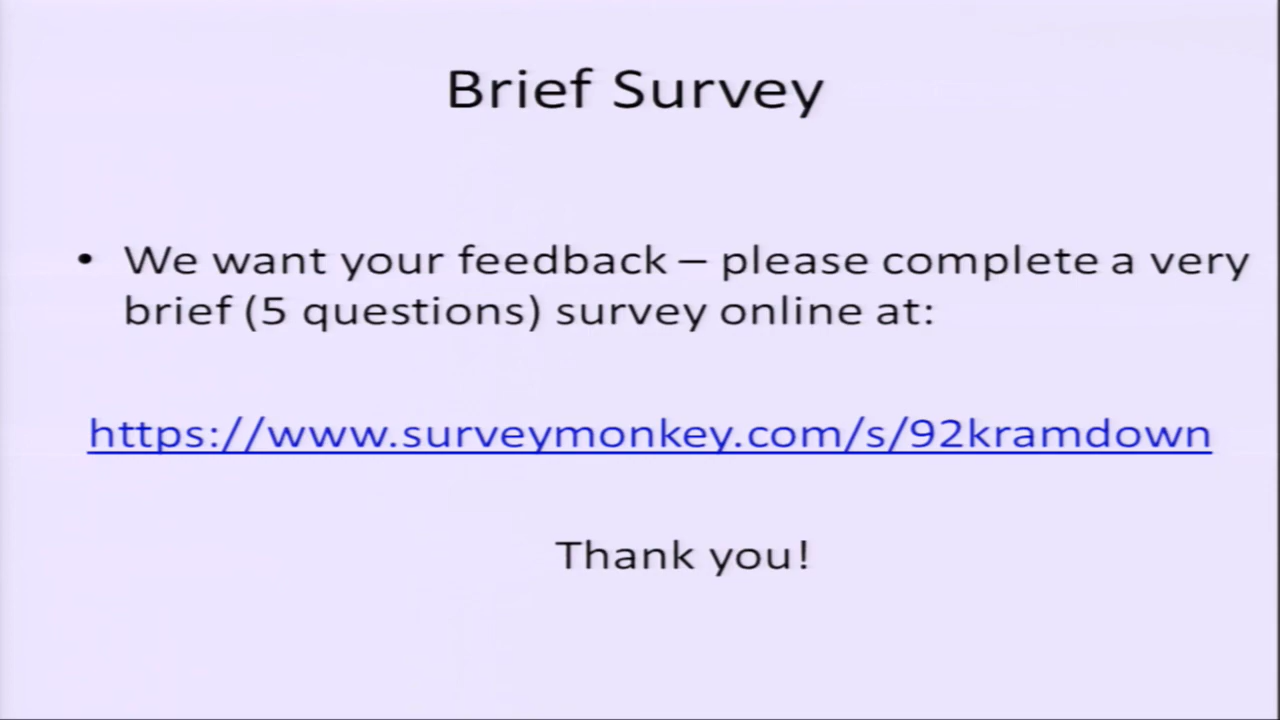 Brief Survey
• We want your feedback – please complete a very
brief (5 questions) survey online at:
https://www.surveymonkey.com/s/92kramdown
Thank you!